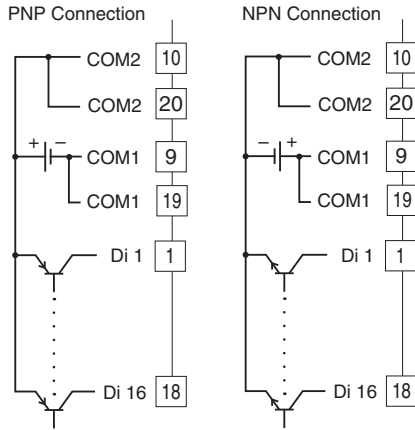 PNP Connection
COM2 10
COM2 20
+ −
COM1 9
COM1 19
Di 1 1
Di 16 18
NPN Connection
COM2 10
COM2 20
− +
COM1 9
COM1 19
Di 1 1
Di 16 18